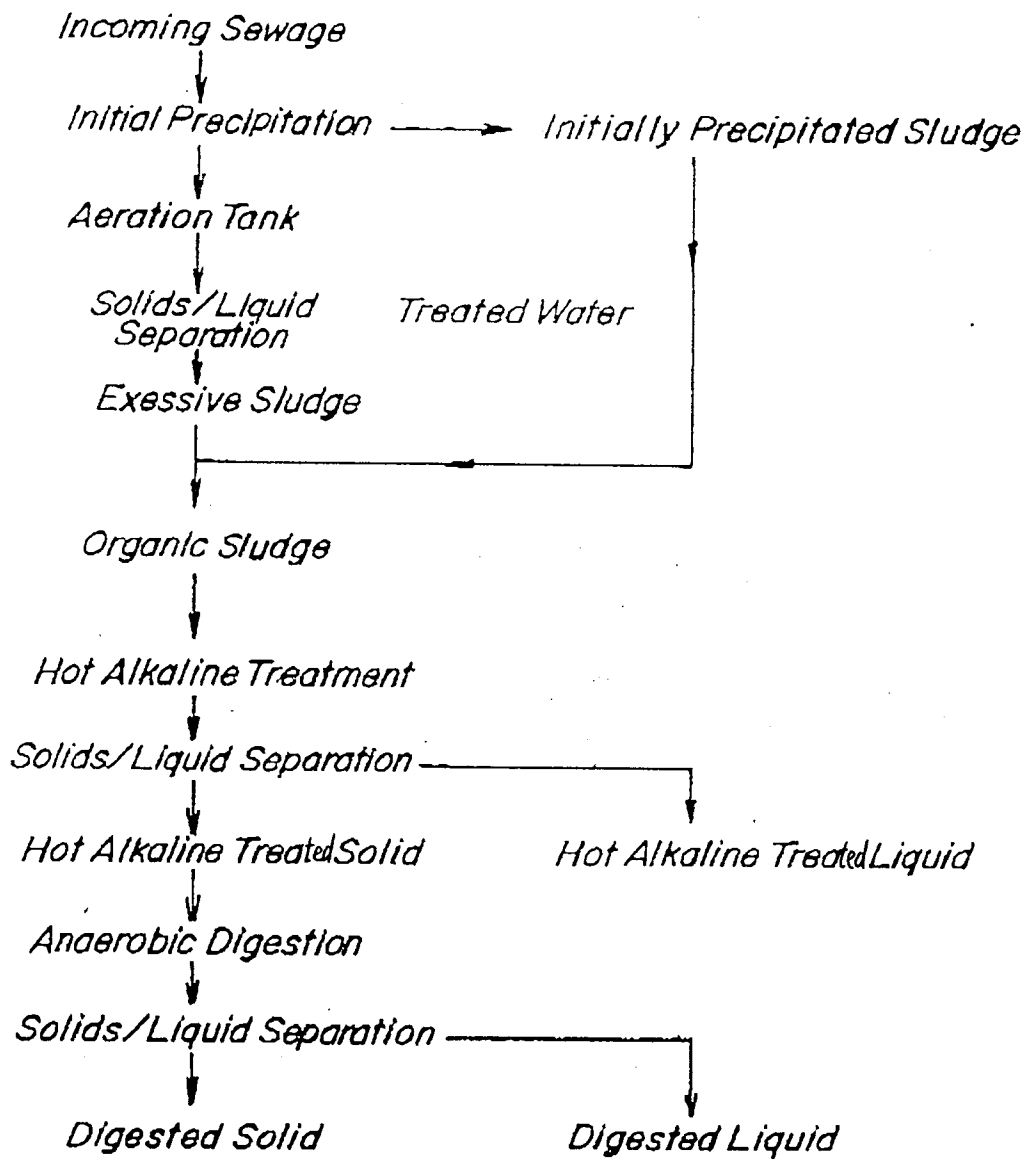 Incoming Sewage
Initial Precipitation
Initially Precipitated Sludge
Aeration Tank
Solids/Liquid
Separation
Treated Water
Exessive Sludge
Organic Sludge
Hot Alkaline Treatment
Solids/Liquid Separation
Hot Alkaline Treated Solid
Hot Alkaline Treated Liquid
Anaerobic Digestion
Solids/Liquid Separation
Digested Solid
Digested Liquid